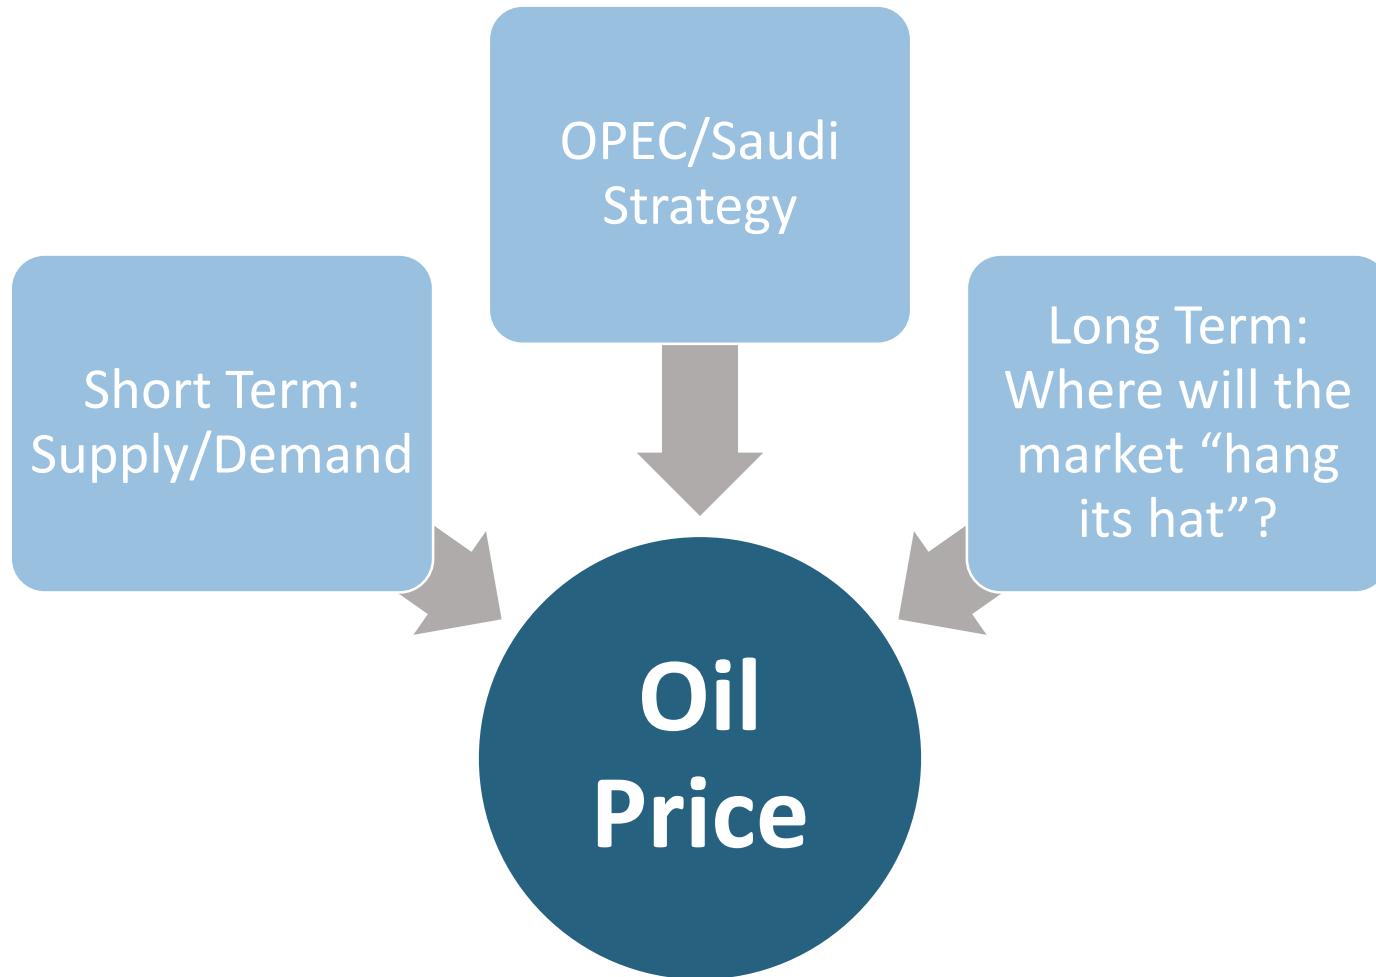 OPEC/Saudi
Strategy
Short Term:
Supply/Demand
Long Term:
Where will the
market “hang
its hat”?
Oil
Price